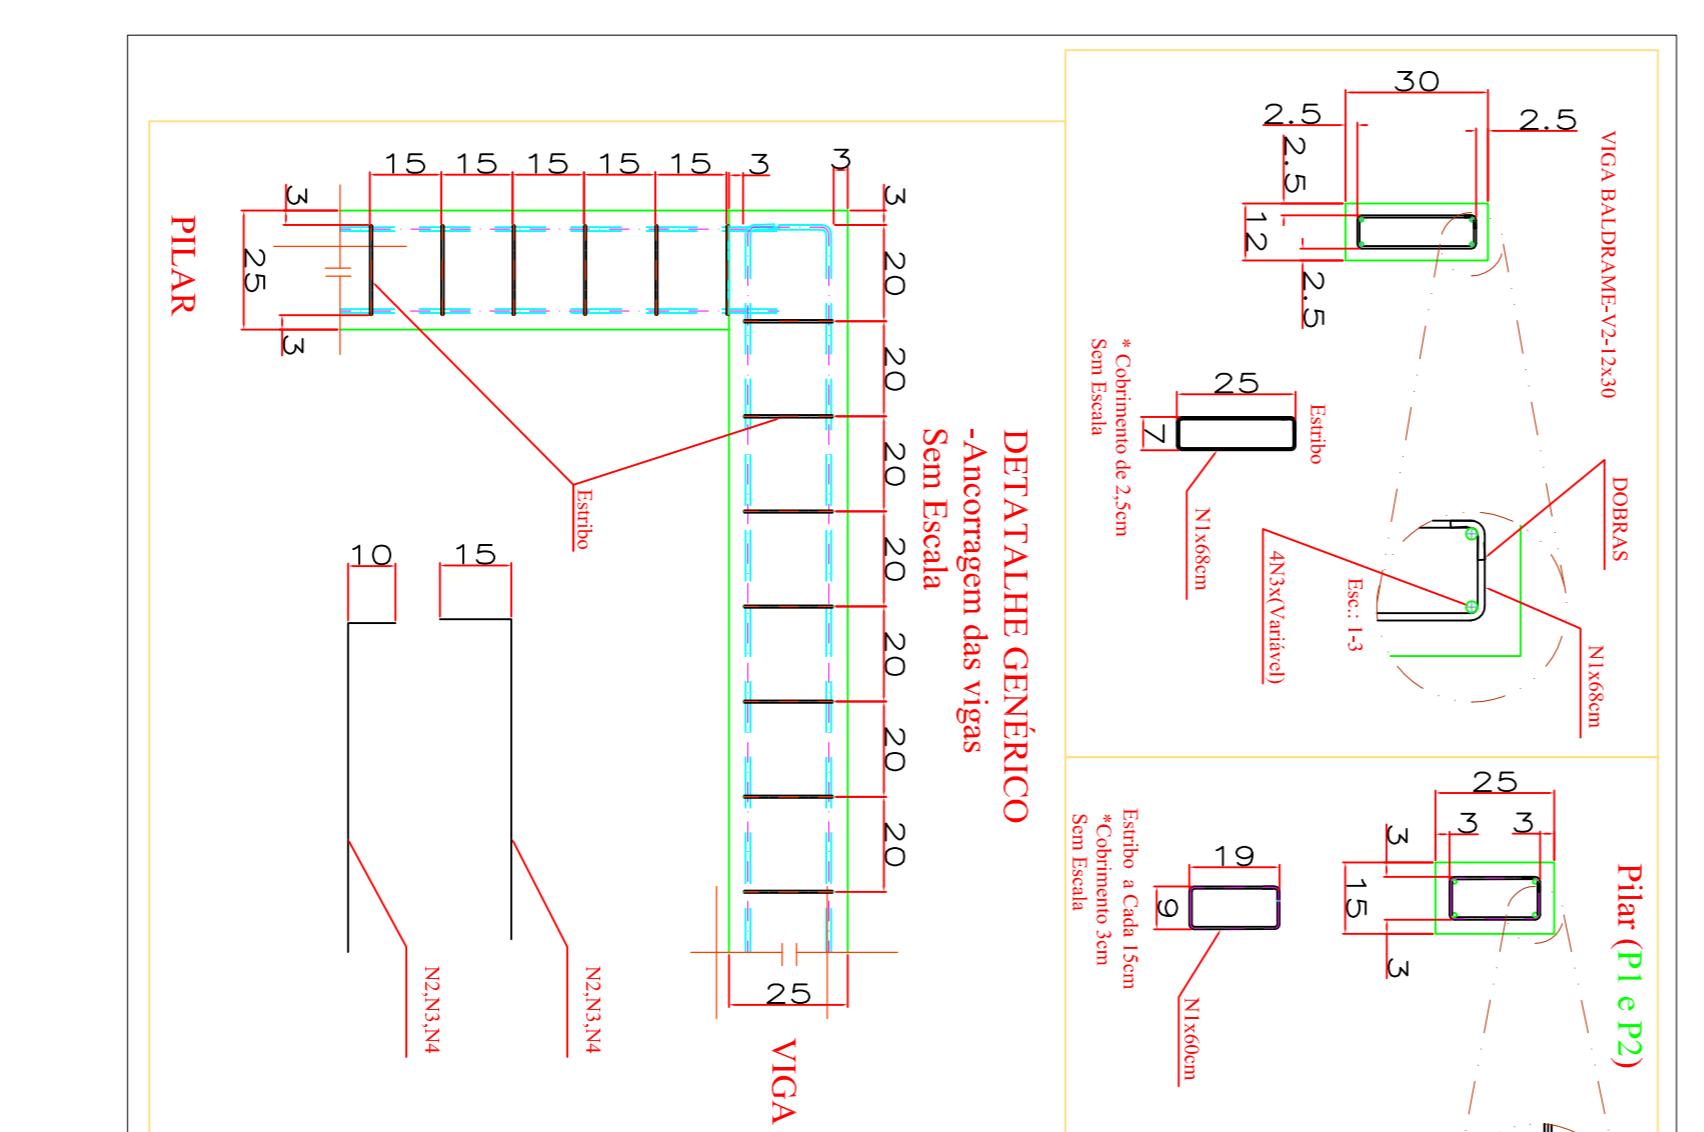 VIGA BALDRAME-V2-12x30
30
2.5
2.5
2.5
12
2.5
DOBRAS
N1x68cm
4N3x(Variável)
Esc.: 1-3
Estribo
25
7
N1x68cm
* Cobrimento de 2,5cm
Sem Escala
Pilar (P1 e P2)
25
3
3
3
15
3
19
9
N1x60cm
Estribo a Cada 15cm
*Cobrimento 3cm
Sem Escala
DETATALHE GENÉRICO
-Ancorragem das vigas
Sem Escala
3
20
20
20
20
20
20
20
3
3
15
15
15
15
15
3
25
3
PILAR
Estribo
25
VIGA
15
N2,N3,N4
10
N2,N3,N4